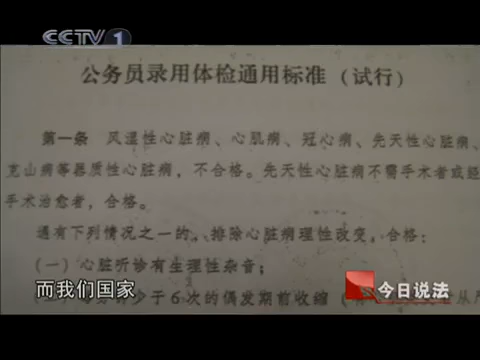 CCTV 1
公务员录用体检通用标准（试行）
第一条 风湿性心脏病、心肌病、冠心病、先天性心脏病、
克山病等器质性心脏病，不合格。先天性心脏病不需手术者或经
手术治愈者，合格。
遇有下列情况之一的，排除心脏病理性改变，合格：
（一）心脏听诊有生理性杂音；
少于6次的偶发期前收缩（有
而我们国家
今日说法